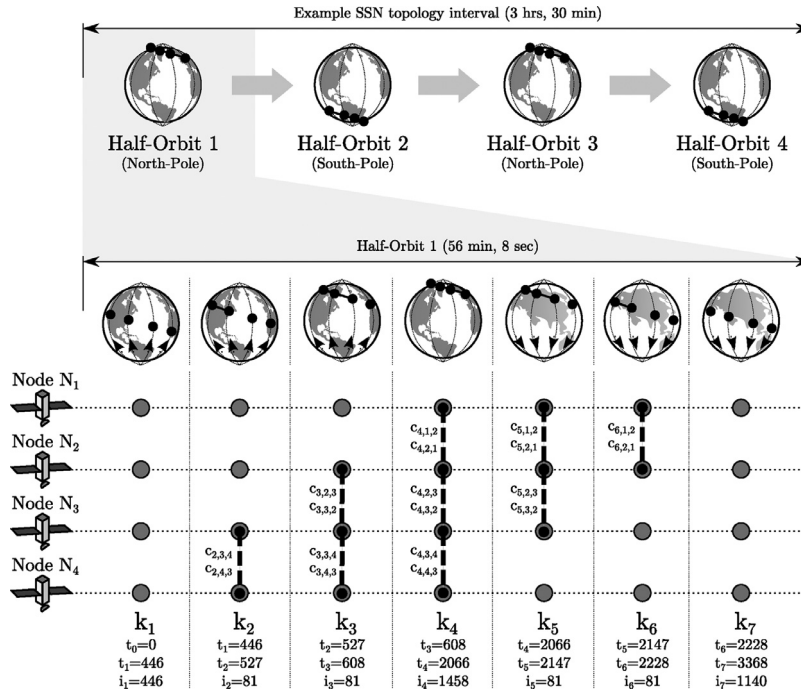 Example SSN topology interval (3 hrs, 30 min)
Half-Orbit 1
(North-Pole)
Half-Orbit 2
(South-Pole)
Half-Orbit 3
(North-Pole)
Half-Orbit 4
(South-Pole)
Half-Orbit 1 (56 min, 8 sec)
Node N₁
Node N₂
Node N₃
Node N₄
c₂,₃,₄
c₂,₄,₃
c₃,₂,₃
c₃,₃,₂
c₃,₃,₄
c₃,₄,₃
c₄,₁,₂
c₄,₂,₁
c₄,₂,₃
c₄,₃,₂
c₄,₃,₄
c₄,₄,₃
c₅,₁,₂
c₅,₂,₁
c₅,₂,₃
c₅,₃,₂
c₆,₁,₂
c₆,₂,₁
k₁
t₀=0
t₁=446
i₁=446
k₂
t₁=446
t₂=527
i₂=81
k₃
t₂=527
t₃=608
i₃=81
k₄
t₃=608
t₄=2066
i₄=1458
k₅
t₄=2066
t₅=2147
i₅=81
k₆
t₅=2147
t₆=2228
i₆=81
k₇
t₆=2228
t₇=3368
i₇=1140